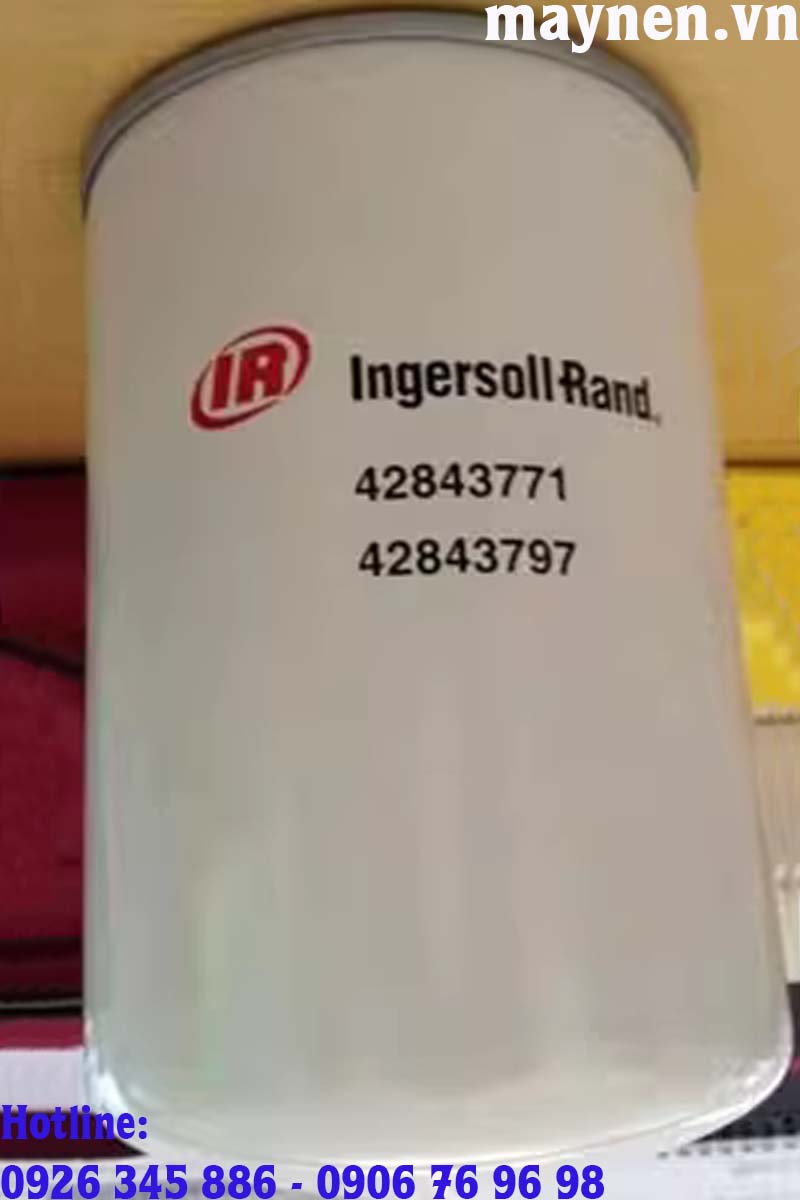 maynen.vn
IR
Ingersoll-Rand
42843771
42843797
Hotline:
0926 345 886 - 0906 76 96 98